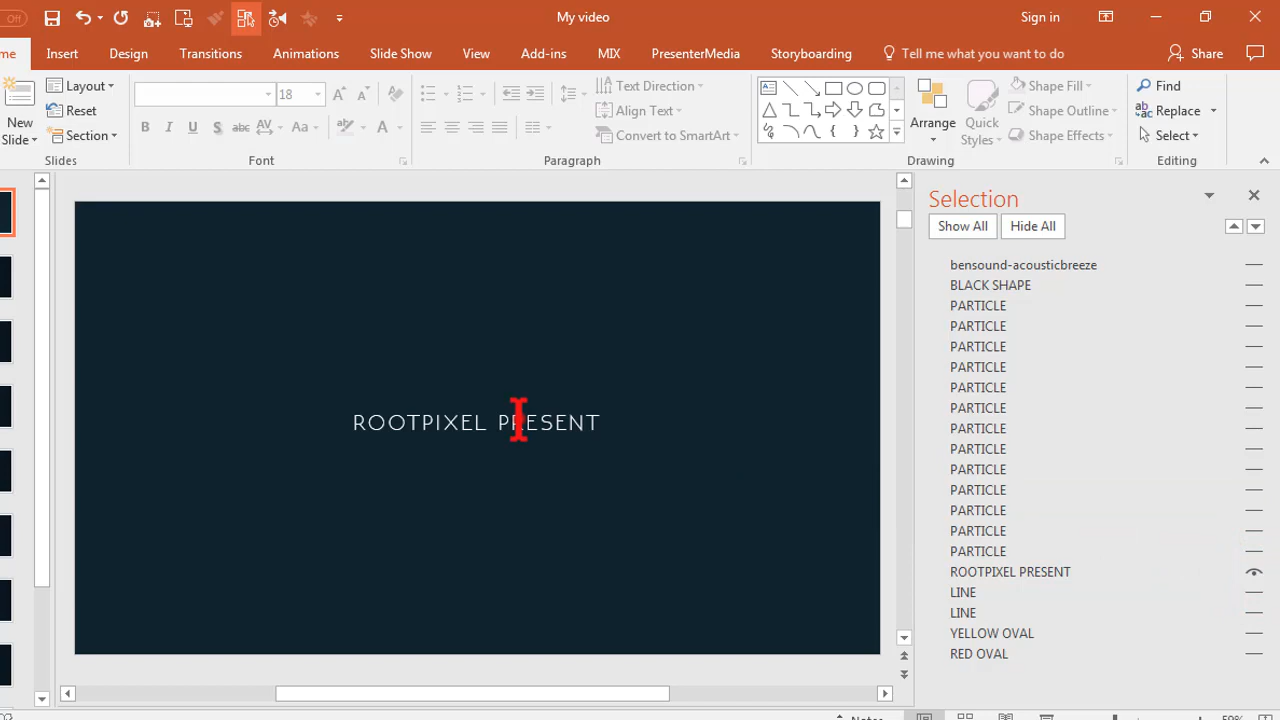 Off
My video
Sign in
me
Insert
Design
Transitions
Animations
Slide Show
View
Add-ins
MIX
PresenterMedia
Storyboarding
Tell me what you want to do
Share
New
Slide
Layout
Reset
Section
Slides
18
B I U S abc AV Aa A
Font
Text Direction
Align Text
Convert to SmartArt
Paragraph
Arrange
Quick
Styles
Shape Fill
Shape Outline
Shape Effects
Drawing
Find
Replace
Select
Editing
ROOTPIXEL PRESENT
Selection
Show All
Hide All
bensound-acousticbreeze
BLACK SHAPE
PARTICLE
PARTICLE
PARTICLE
PARTICLE
PARTICLE
PARTICLE
PARTICLE
PARTICLE
PARTICLE
PARTICLE
PARTICLE
PARTICLE
PARTICLE
ROOTPIXEL PRESENT
LINE
LINE
YELLOW OVAL
RED OVAL
Notes
59%